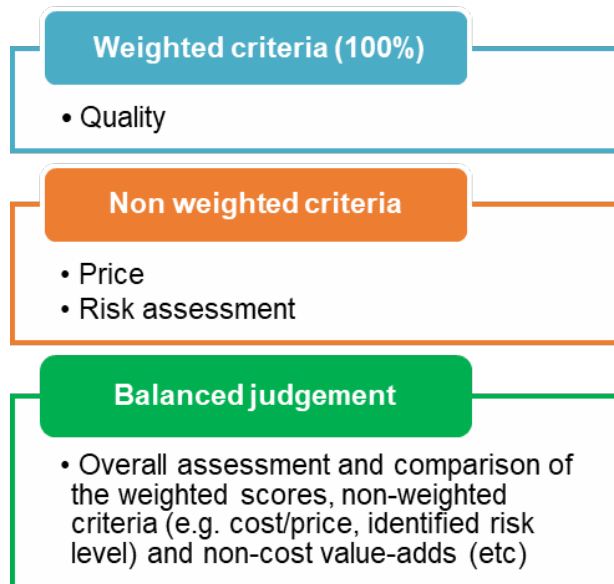 Weighted criteria (100%)
• Quality
Non weighted criteria
• Price
• Risk assessment
Balanced judgement
• Overall assessment and comparison of
the weighted scores, non-weighted
criteria (e.g. cost/price, identified risk
level) and non-cost value-adds (etc)